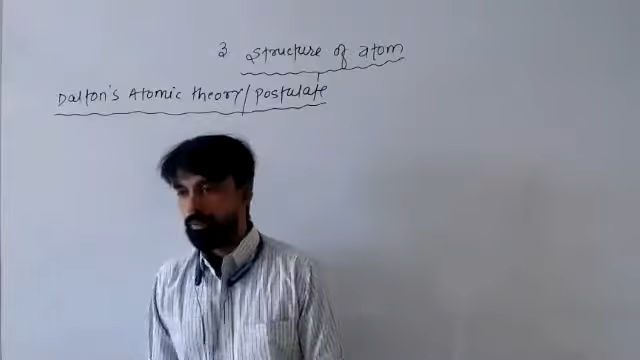 3. Structure of atom
Dalton's Atomic theory/postulate